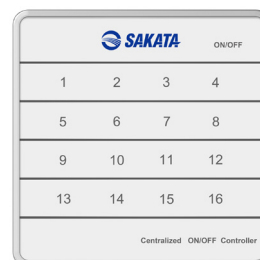 SAKATA ON/OFF
1 2 3 4
5 6 7 8
9 10 11 12
13 14 15 16
Centralized ON/OFF Controller